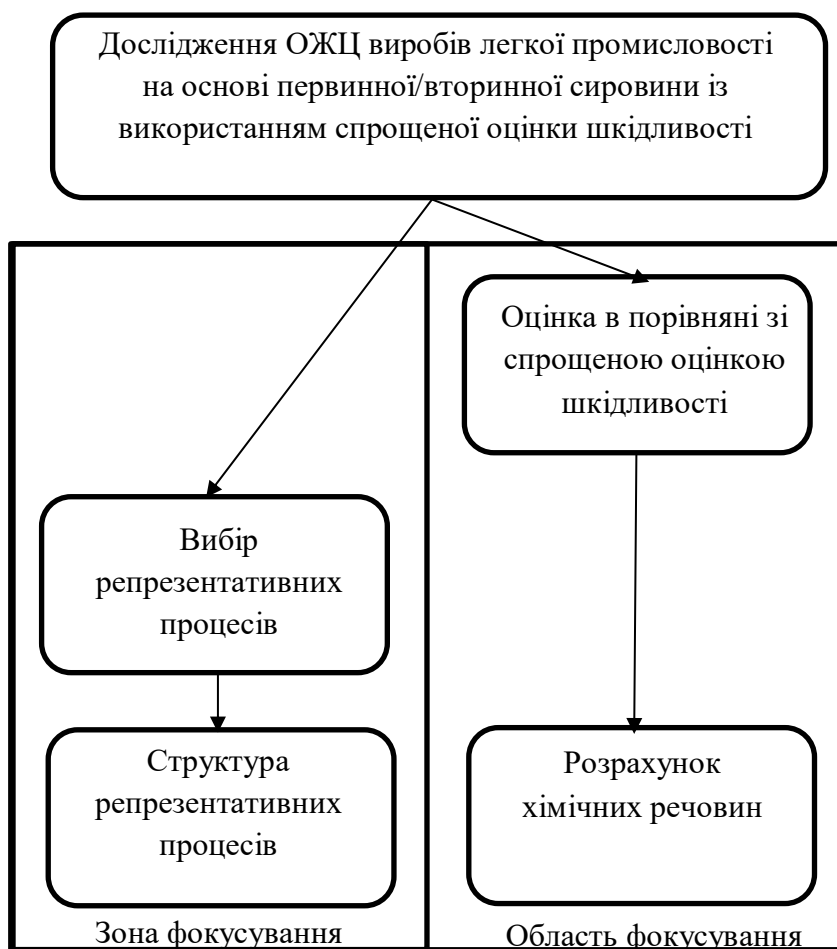 Дослідження ОЖЦ виробів легкої промисловості
на основі первинної/вторинної сировини із
використанням спрощеної оцінки шкідливості
Оцінка в порівняні зі
спрощеною оцінкою
шкідливості
Вибір
репрезентативних
процесів
Структура
репрезентативних
процесів
Розрахунок
хімічних речовин
Зона фокусування
Область фокусування